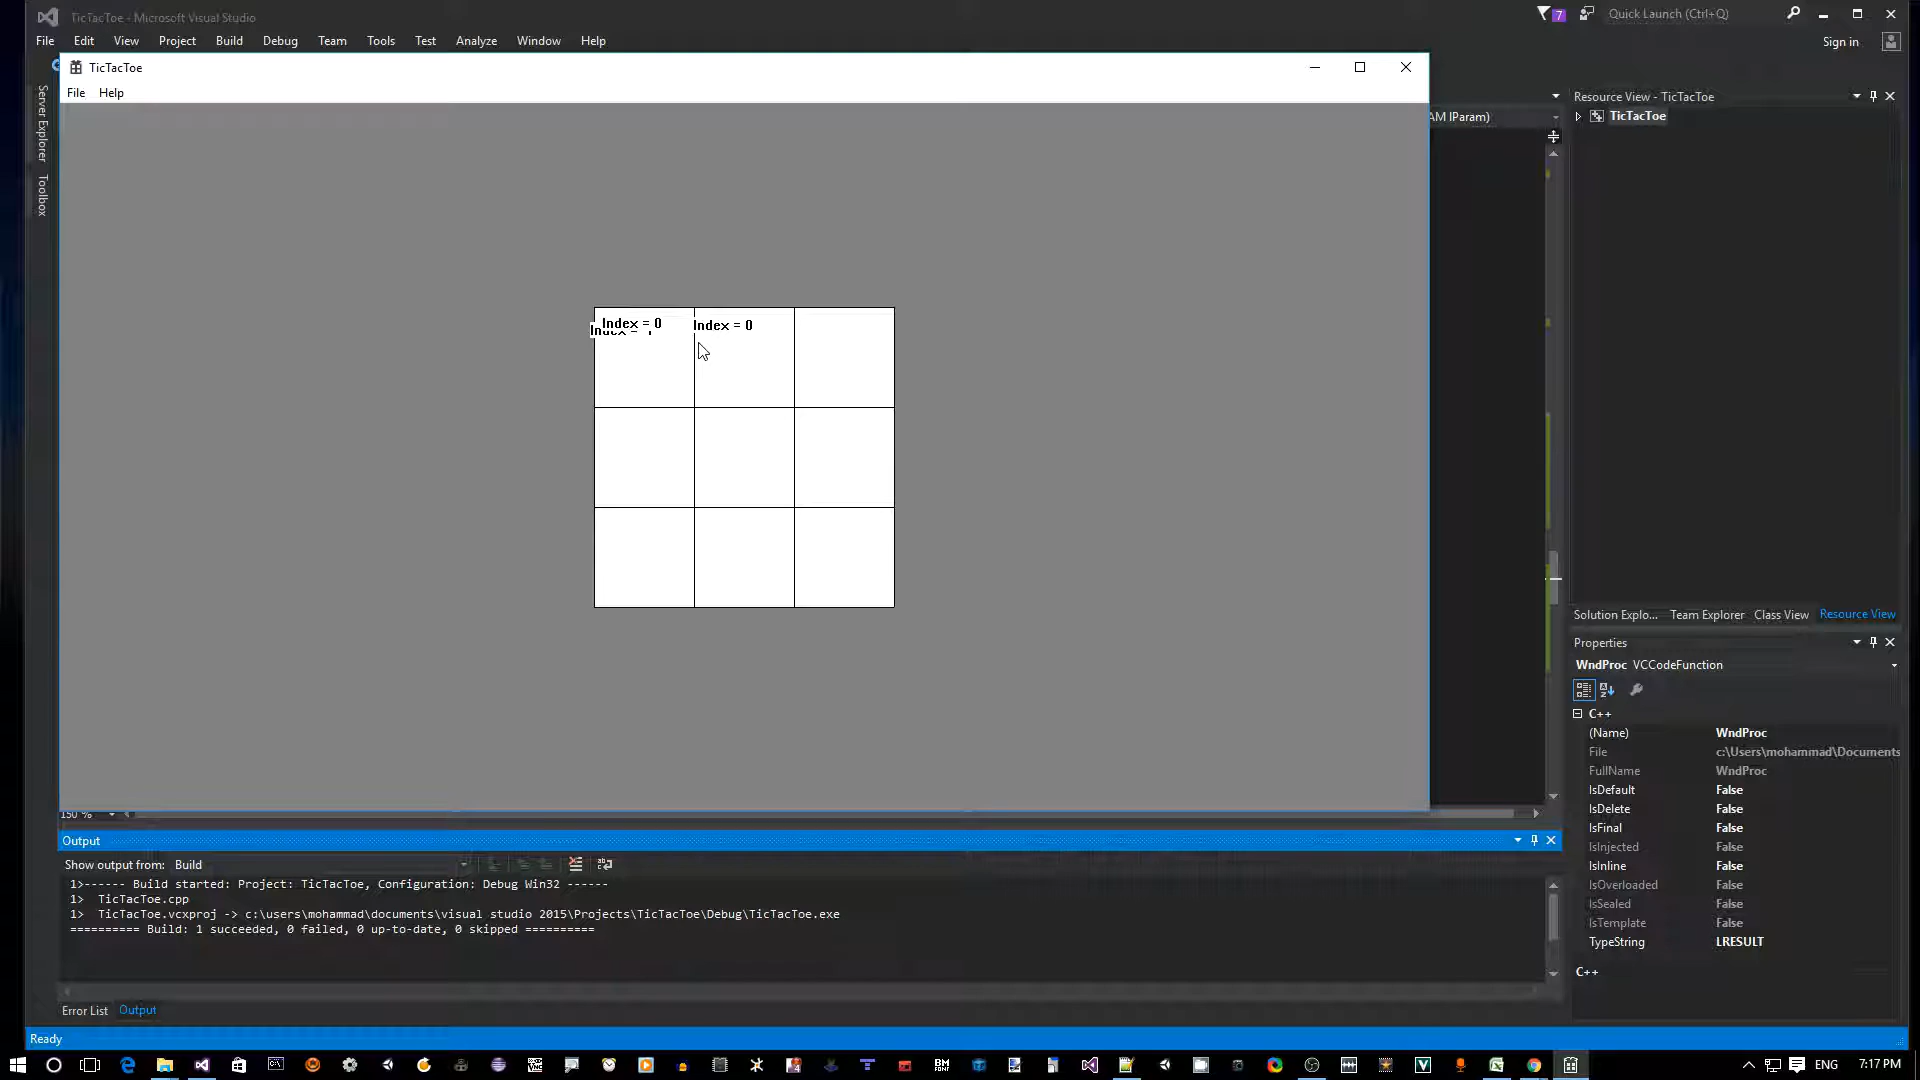 TicTacToe - Microsoft Visual Studio
7
Quick Launch (Ctrl+Q)
File Edit View Project Build Debug Team Tools Test Analyze Window Help
Sign in
TicTacToe
File Help
Server Explorer
Toolbox
AM lParam)
Resource View - TicTacToe
TicTacToe
Index = 0
Index = 0
Solution Explo... Team Explorer Class View Resource View
Properties
WndProc VCCodeFunction
C++
(Name) WndProc
File c:\Users\mohammad\Documents
FullName WndProc
IsDefault False
IsDelete False
IsFinal False
IsInjected False
IsInline False
IsOverloaded False
IsSealed False
IsTemplate False
TypeString LRESULT
C++
150 %
Output
Show output from: Build
1>------ Build started: Project: TicTacToe, Configuration: Debug Win32 ------
1> TicTacToe.cpp
1> TicTacToe.vcxproj -> c:\users\mohammad\documents\visual studio 2015\Projects\TicTacToe\Debug\TicTacToe.exe
========== Build: 1 succeeded, 0 failed, 0 up-to-date, 0 skipped ==========
Error List Output
Ready
ENG 7:17 PM